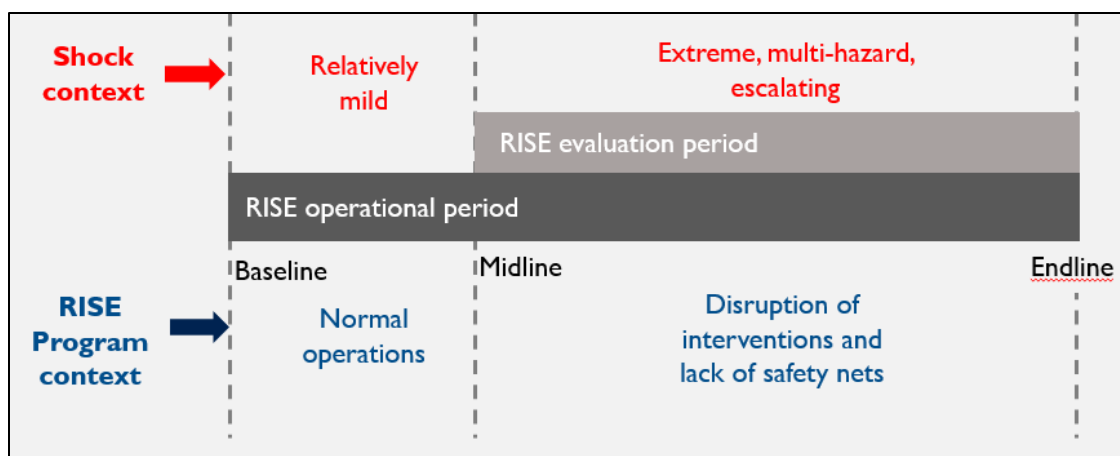 Shock
context
Relatively
mild
Extreme, multi-hazard,
escalating
RISE evaluation period
RISE operational period
Baseline
Midline
Endline
RISE
Program
context
Normal
operations
Disruption of
interventions and
lack of safety nets